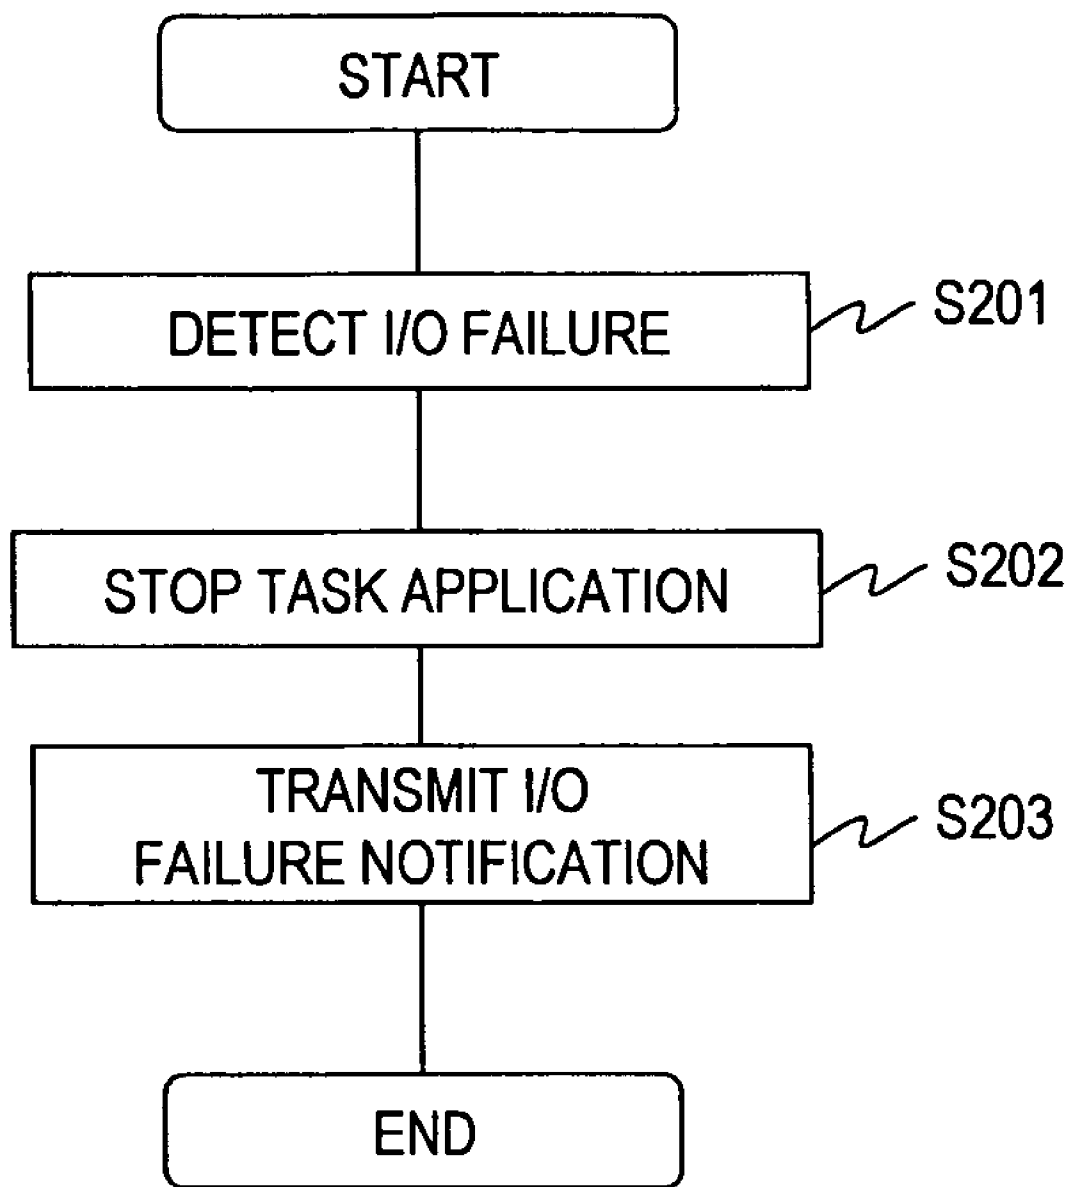 START
DETECT I/O FAILURE
S201
STOP TASK APPLICATION
S202
TRANSMIT I/O
FAILURE NOTIFICATION
S203
END